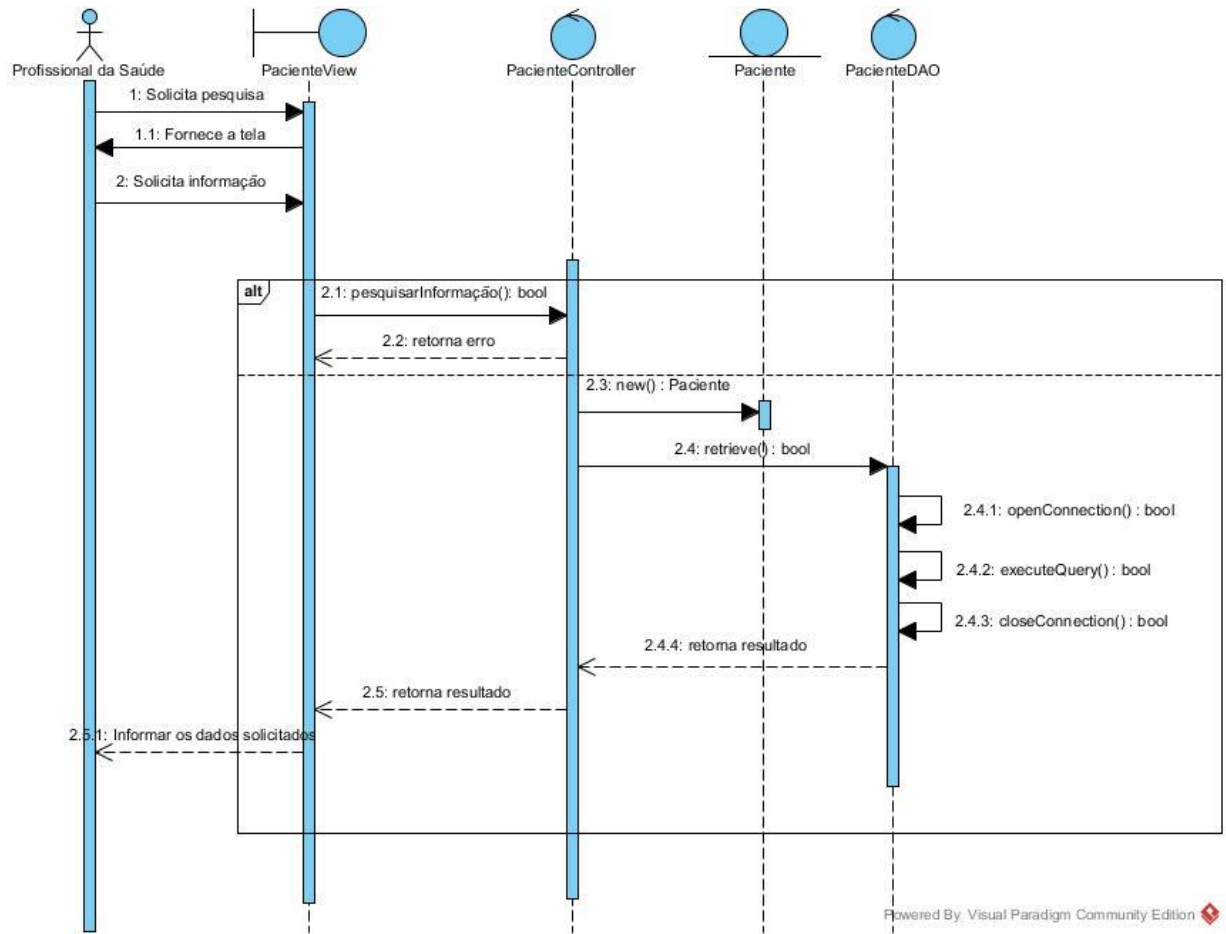 Profissional da Saúde
PacienteView
PacienteController
Paciente
PacienteDAO
1: Solicita pesquisa
1.1: Fornece a tela
2: Solicita informação
alt
2.1: pesquisarInformação(): bool
2.2: retorna erro
2.3: new() : Paciente
2.4: retrieve() : bool
2.4.1: openConnection() : bool
2.4.2: executeQuery() : bool
2.4.3: closeConnection() : bool
2.4.4: retorna resultado
2.5: retorna resultado
2.5.1: Informar os dados solicitados
Powered By Visual Paradigm Community Edition